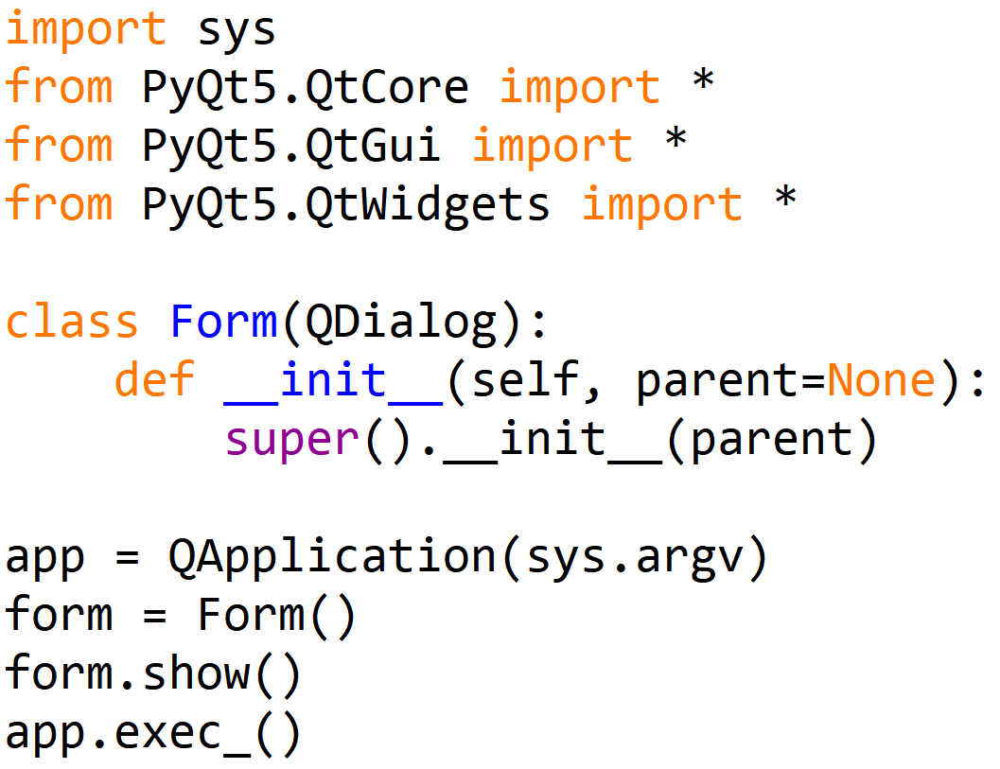 import sys
from PyQt5.QtCore import *
from PyQt5.QtGui import *
from PyQt5.QtWidgets import *

class Form(QDialog):
    def __init__(self, parent=None):
        super().__init__(parent)

app = QApplication(sys.argv)
form = Form()
form.show()
app.exec_()